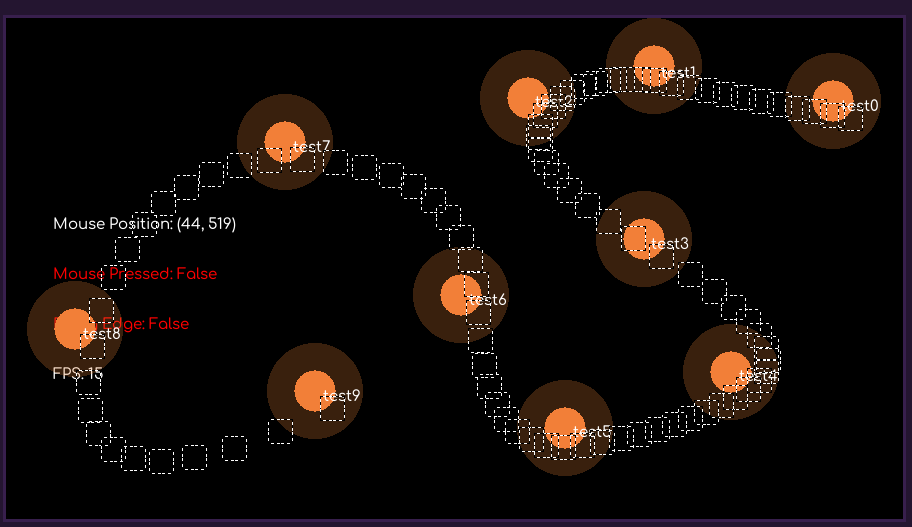 test1
test2
test0
test7
Mouse Position: (44, 519)
test3
Mouse Pressed: False
test6
Edge: False
test8
FPS: 15
test4
test9
test5